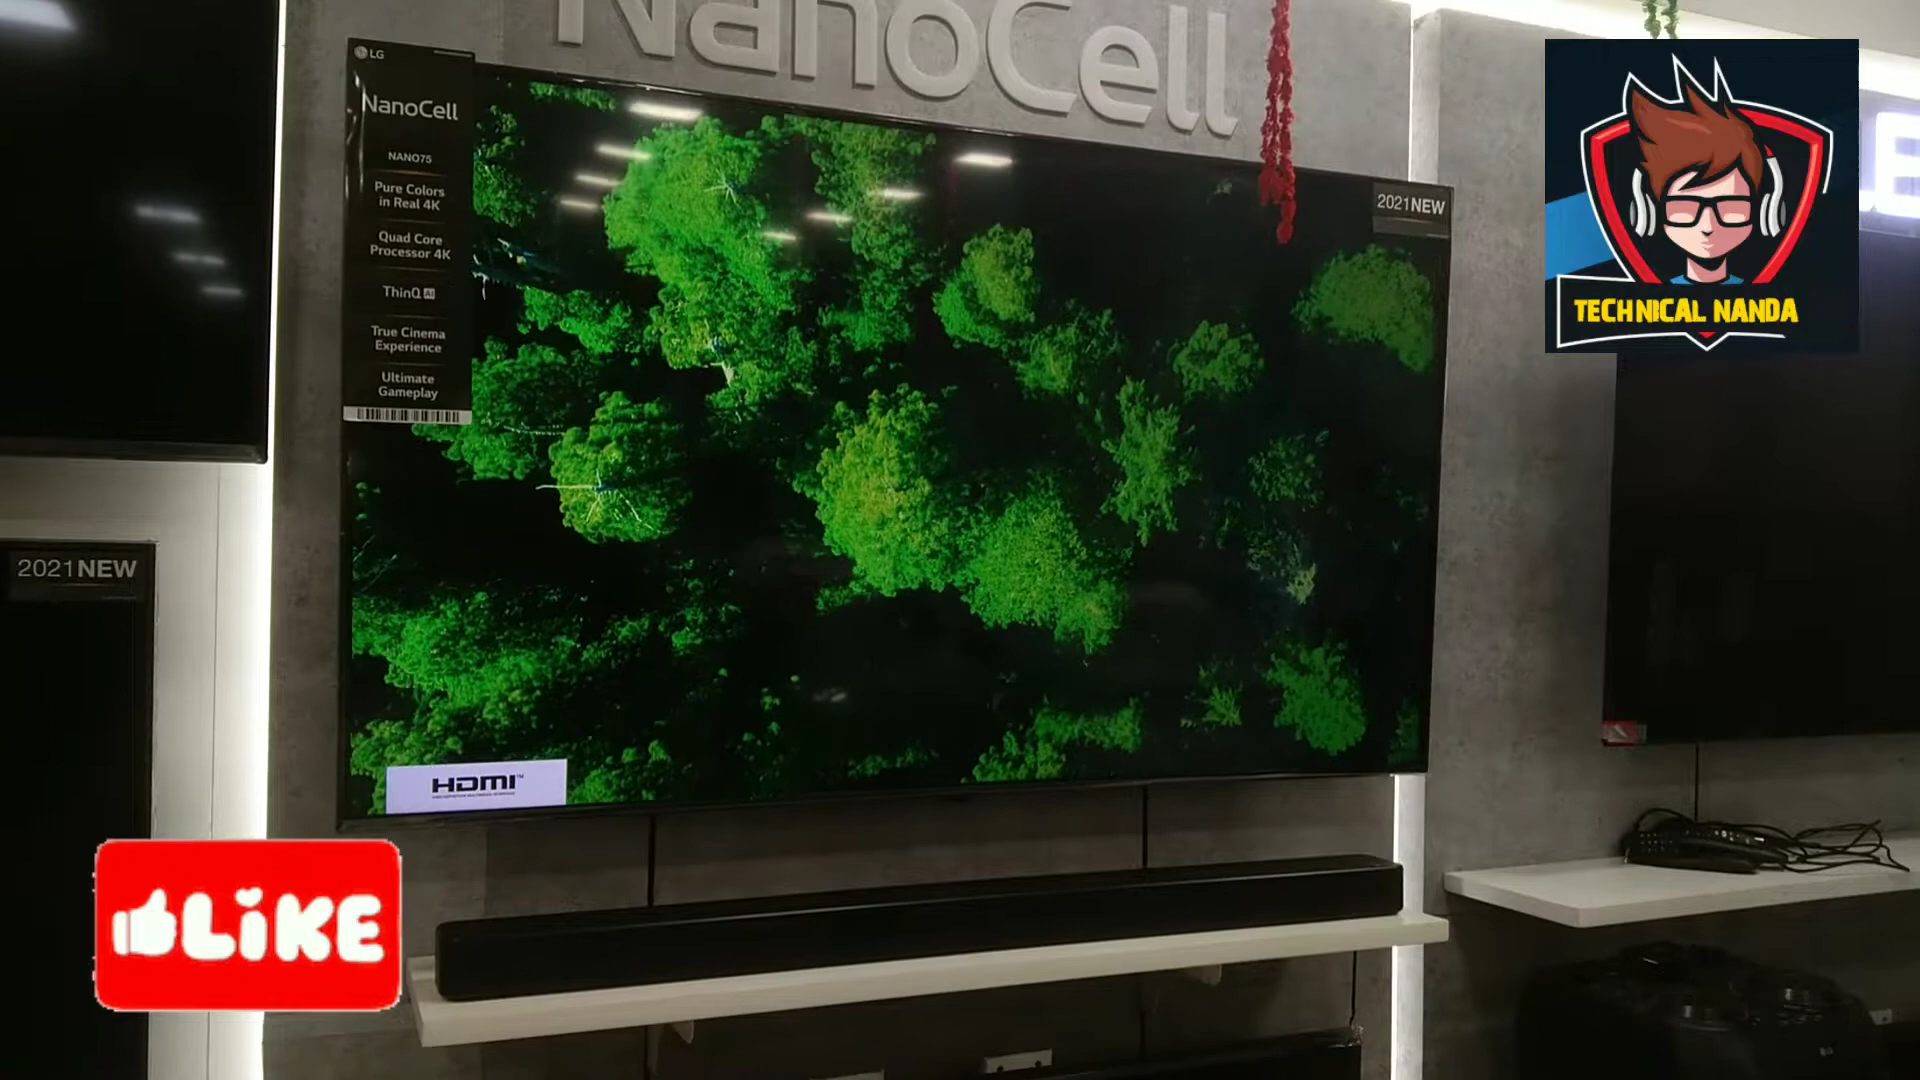 NanoCell
LG
NanoCell
NANO75
Pure Colors
in Real 4K
Quad Core
Processor 4K
ThinQ AI
True Cinema
Experience
Ultimate
Gameplay
2021NEW
TECHNICAL NANDA
2021NEW
HDMI™
LiKE